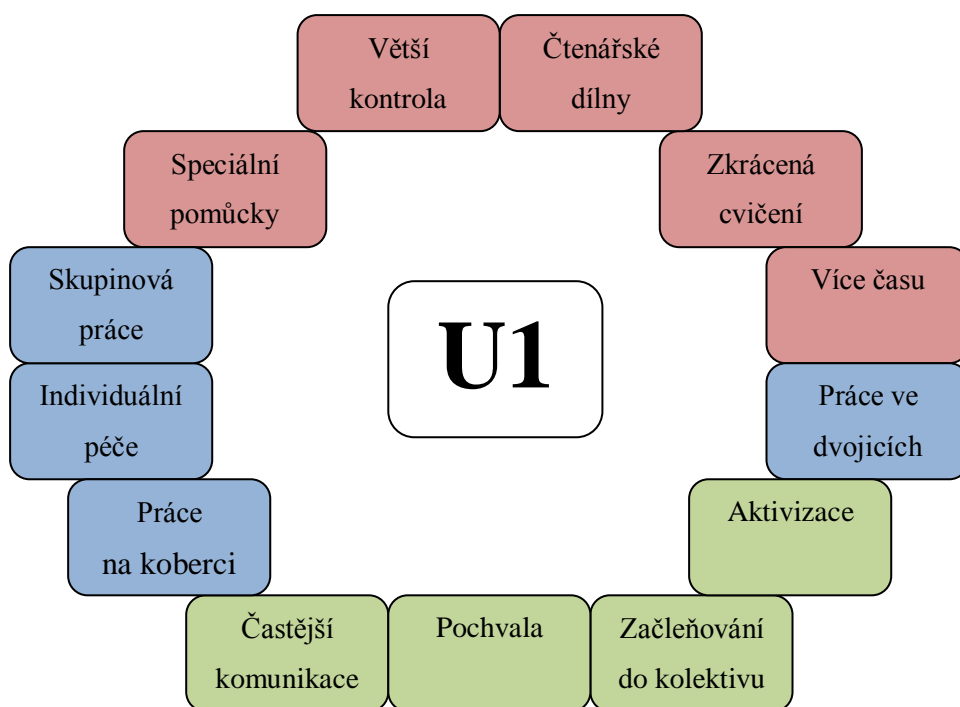 Větší
kontrola
Čtenářské
dílny
Speciální
pomůcky
Zkrácená
cvičení
Skupinová
práce
Více času
U1
Individuální
péče
Práce ve
dvojicích
Práce
na koberci
Aktivizace
Častější
komunikace
Pochvala
Začleňování
do kolektivu